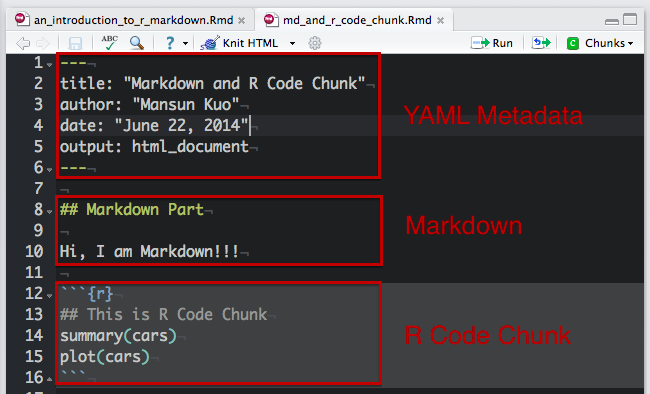 an_introduction_to_r_markdown.Rmd × md_and_r_code_chunk.Rmd ×
ABC ? Knit HTML Run C Chunks
1 ---
2 title: "Markdown and R Code Chunk"
3 author: "Mansun Kuo"
4 date: "June 22, 2014"
5 output: html_document
6 ---
YAML Metadata
7
8 ## Markdown Part
9
10 Hi, I am Markdown!!!
Markdown
11
12 ```{r}
13 ## This is R Code Chunk
14 summary(cars)
15 plot(cars)
16 ```
R Code Chunk